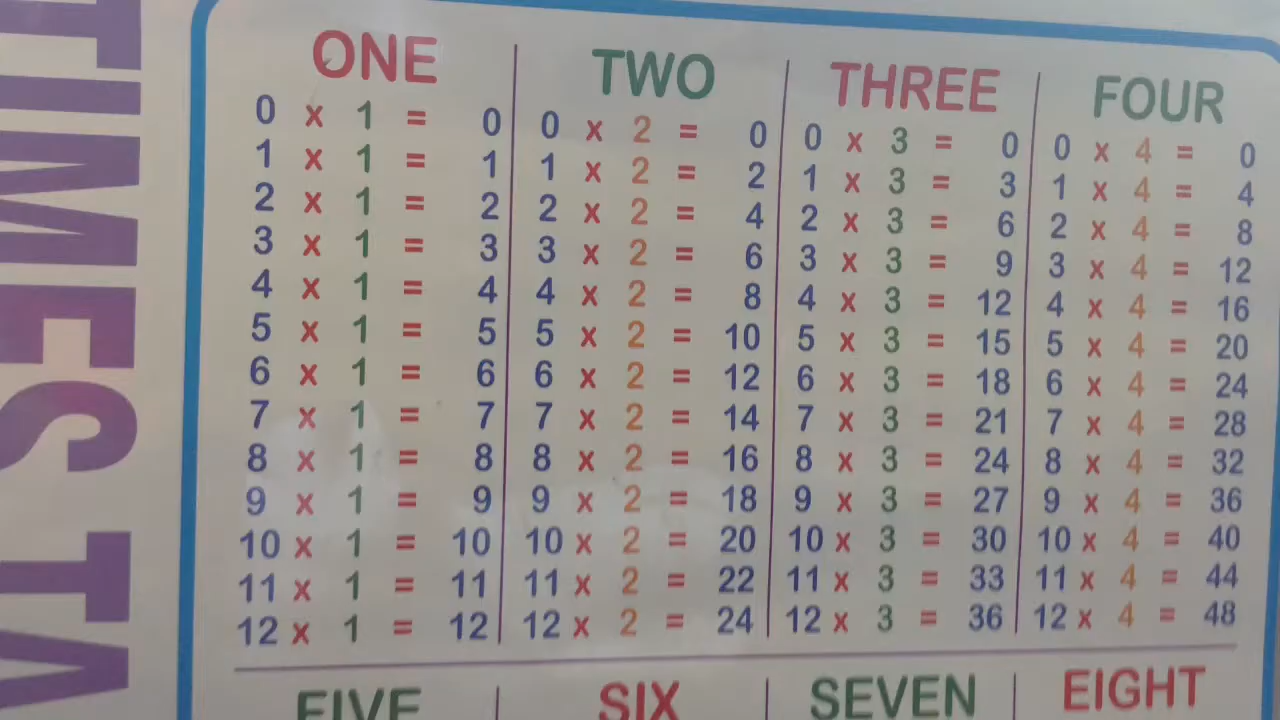 TIMES TA
ONE
0 x 1 = 0
1 x 1 = 1
2 x 1 = 2
3 x 1 = 3
4 x 1 = 4
5 x 1 = 5
6 x 1 = 6
7 x 1 = 7
8 x 1 = 8
9 x 1 = 9
10 x 1 = 10
11 x 1 = 11
12 x 1 = 12
TWO
0 x 2 = 0
1 x 2 = 2
2 x 2 = 4
3 x 2 = 6
4 x 2 = 8
5 x 2 = 10
6 x 2 = 12
7 x 2 = 14
8 x 2 = 16
9 x 2 = 18
10 x 2 = 20
11 x 2 = 22
12 x 2 = 24
THREE
0 x 3 = 0
1 x 3 = 3
2 x 3 = 6
3 x 3 = 9
4 x 3 = 12
5 x 3 = 15
6 x 3 = 18
7 x 3 = 21
8 x 3 = 24
9 x 3 = 27
10 x 3 = 30
11 x 3 = 33
12 x 3 = 36
FOUR
0 x 4 = 0
1 x 4 = 4
2 x 4 = 8
3 x 4 = 12
4 x 4 = 16
5 x 4 = 20
6 x 4 = 24
7 x 4 = 28
8 x 4 = 32
9 x 4 = 36
10 x 4 = 40
11 x 4 = 44
12 x 4 = 48
FIVE
SIX
SEVEN
EIGHT